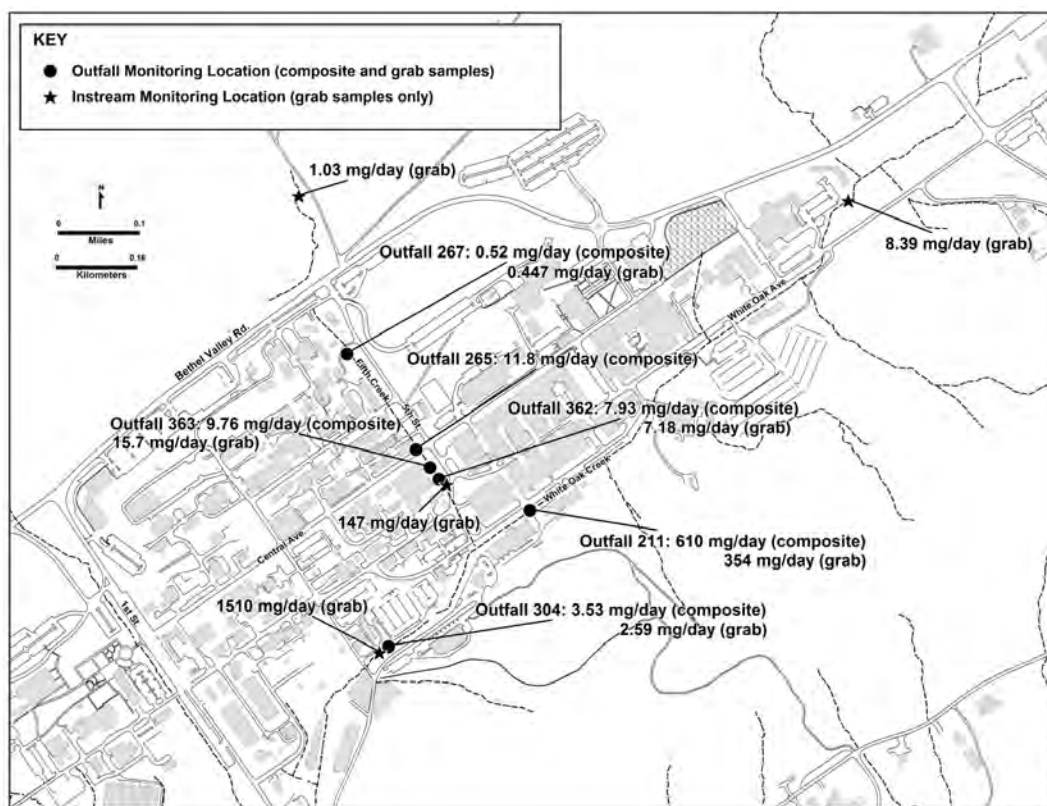 KEY
Outfall Monitoring Location (composite and grab samples)
Instream Monitoring Location (grab samples only)
1.03 mg/day (grab)
N
0 0.1
Miles
0 0.16
Kilometers
8.39 mg/day (grab)
Outfall 267: 0.52 mg/day (composite)
0.447 mg/day (grab)
White Oak Ave
Bethel Valley Rd.
Outfall 265: 11.8 mg/day (composite)
Fifth Creek
5th St.
Outfall 362: 7.93 mg/day (composite)
7.18 mg/day (grab)
Outfall 363: 9.76 mg/day (composite)
15.7 mg/day (grab)
White Oak Creek
147 mg/day (grab)
Outfall 211: 610 mg/day (composite)
354 mg/day (grab)
Central Ave
1st St.
1510 mg/day (grab)
Outfall 304: 3.53 mg/day (composite)
2.59 mg/day (grab)